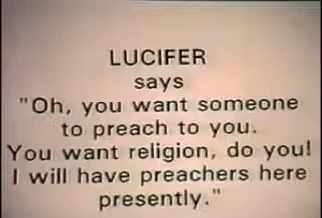 LUCIFER
says
"Oh, you want someone
to preach to you.
You want religion, do you!
I will have preachers here
presently."